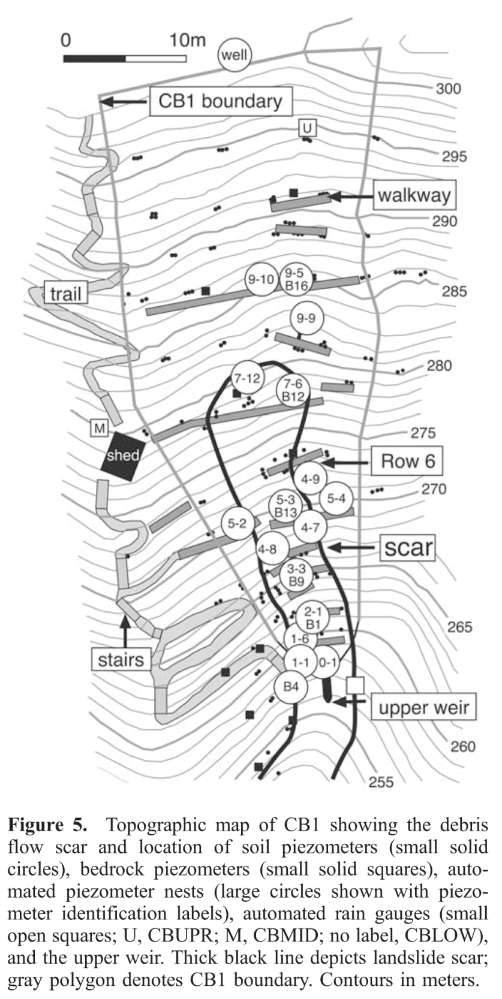 0 10m
well
300
CB1 boundary
U
295
walkway
290
9-10
9-5
B16
trail
285
9-9
280
7-12
7-6
B12
M
275
shed
Row 6
4-9
270
5-3
B13
5-4
5-2
4-7
4-8
scar
3-3
B9
2-1
B1
265
1-6
stairs
1-1
0-1
B4
upper weir
260
255
Figure 5. Topographic map of CB1 showing the debris
flow scar and location of soil piezometers (small solid
circles), bedrock piezometers (small solid squares), auto-
mated piezometer nests (large circles shown with piezo-
meter identification labels), automated rain gauges (small
open squares; U, CBUPR; M, CBMID; no label, CBLOW),
and the upper weir. Thick black line depicts landslide scar;
gray polygon denotes CB1 boundary. Contours in meters.